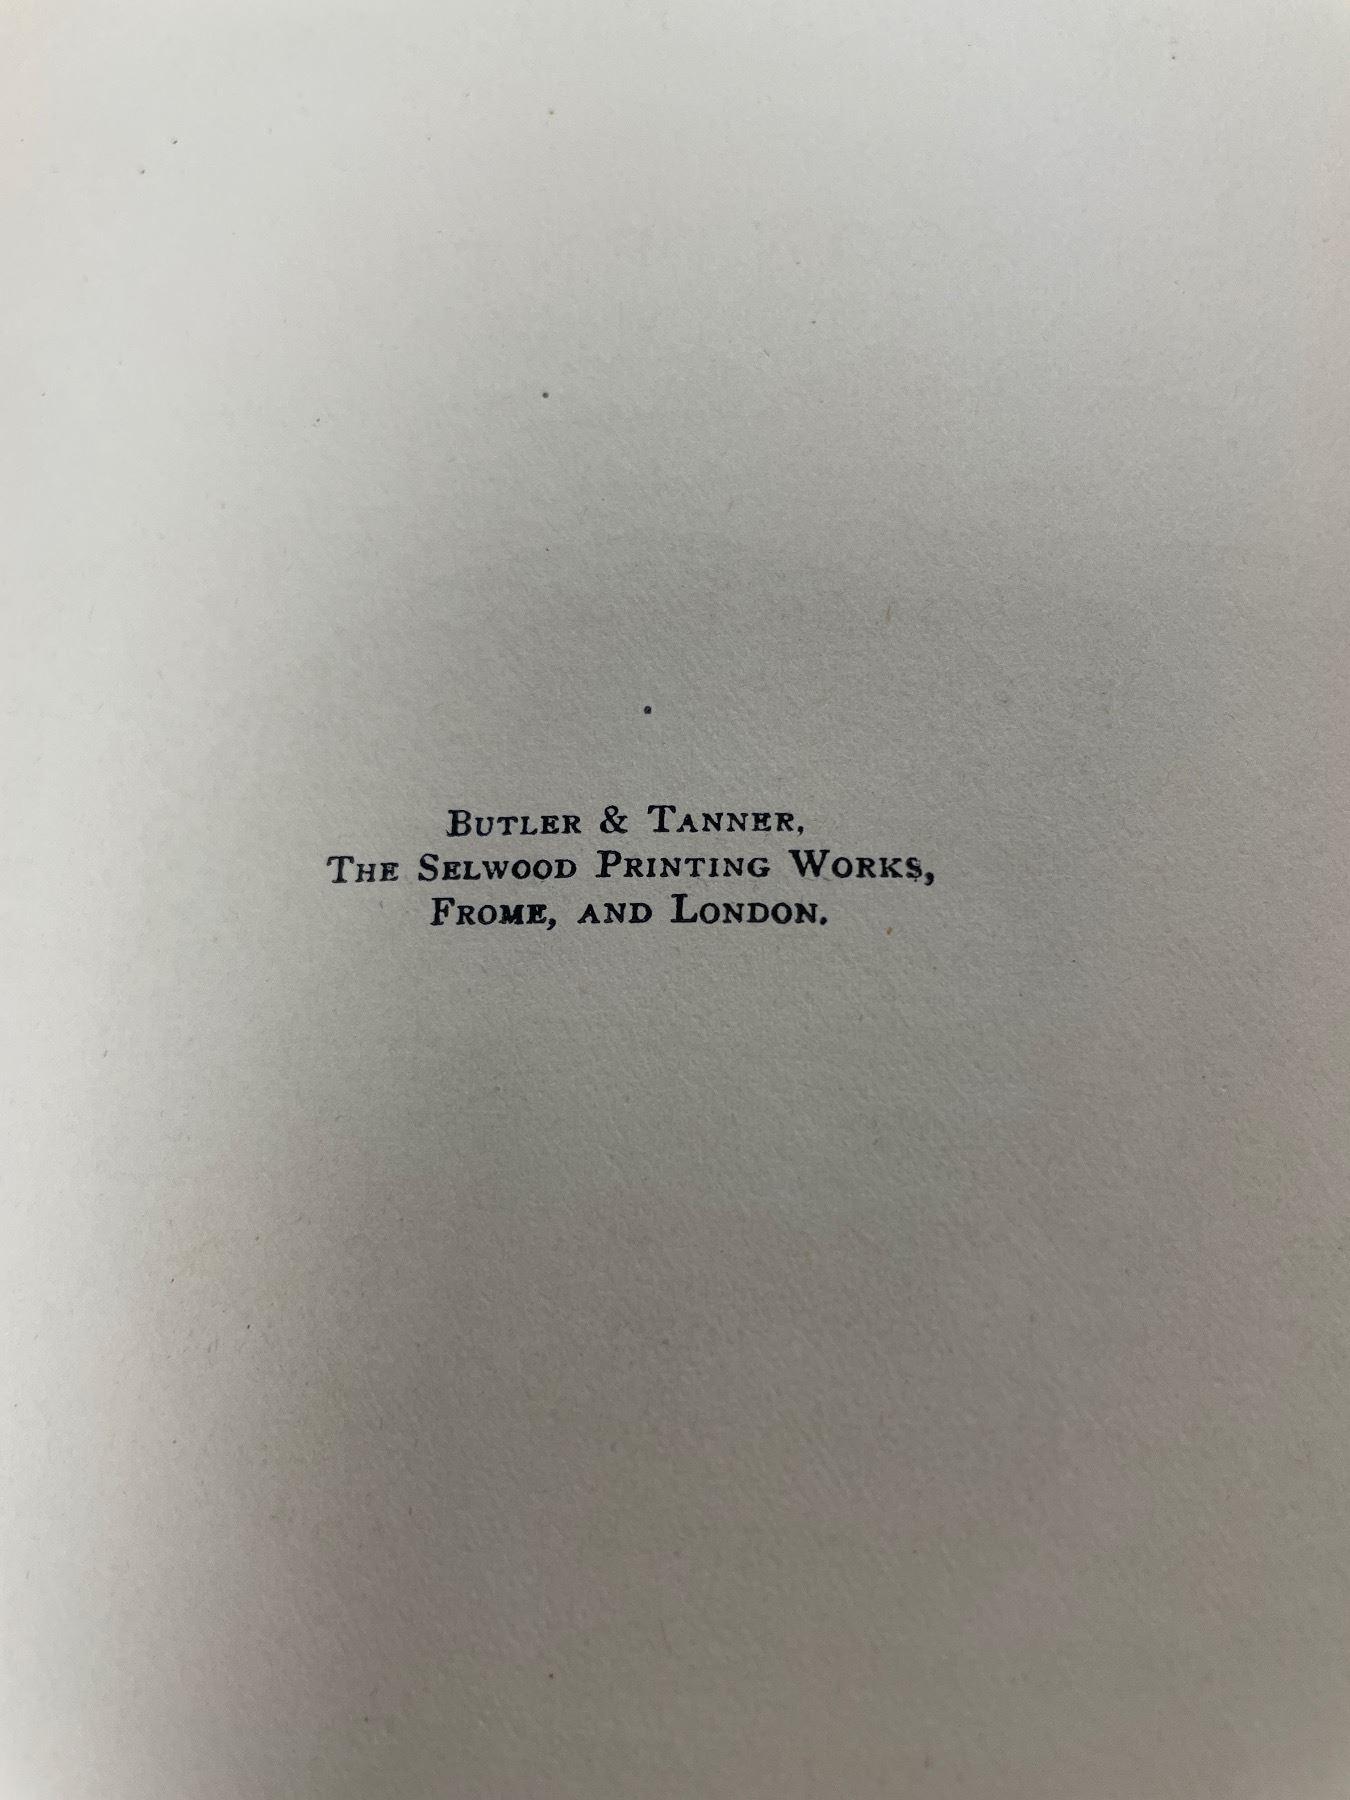 Butler & Tanner,
The Selwood Printing Works,
Frome, and London.